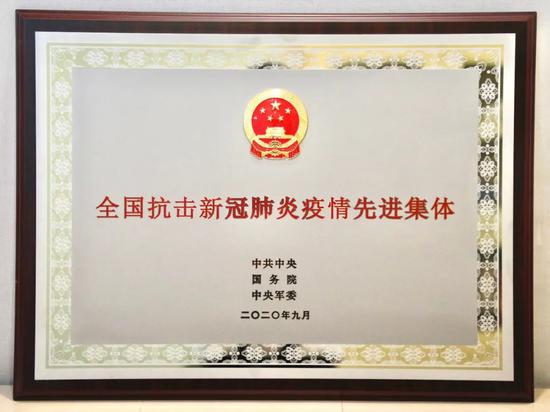 全国抗击新冠肺炎疫情先进集体
中共中央
国务院
中央军委
二〇二〇年九月